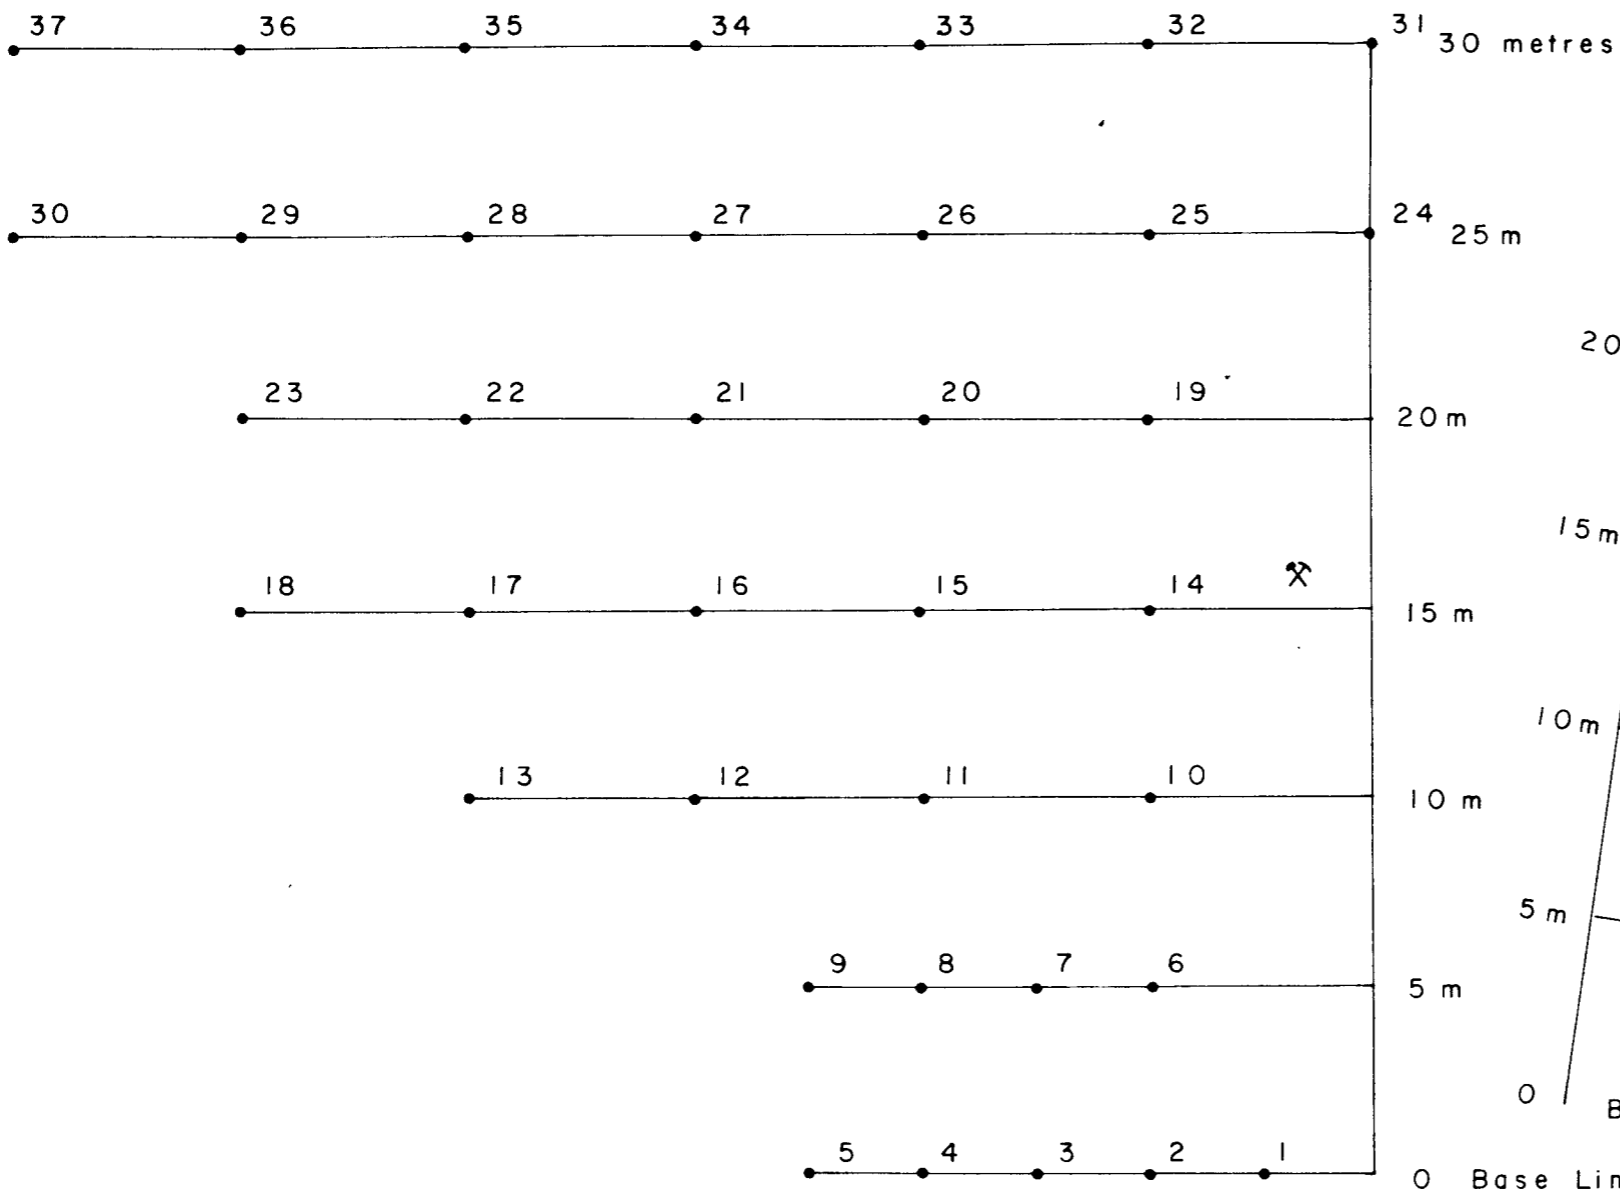 37 36 35 34 33 32 31
30 metres
30 29 28 27 26 25 24
25 m
20
23 22 21 20 19
20 m
15 m
18 17 16 15 14
15 m
10 m
13 12 11 10
10 m
5 m
9 8 7 6
5 m
0
B
5 4 3 2 1
0 Base Lin